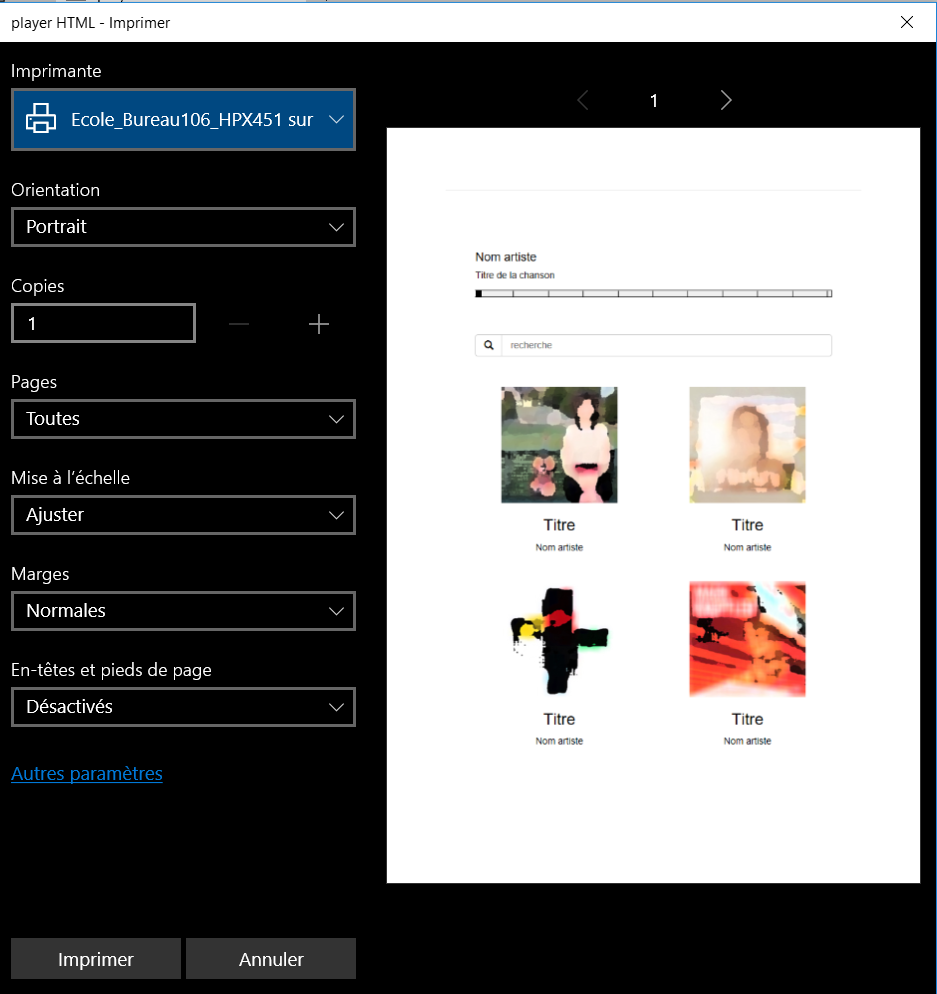 player HTML - Imprimer
Imprimante
Ecole_Bureau106_HPX451 sur
Orientation
Portrait
Copies
1
Pages
Toutes
Mise à l'échelle
Ajuster
Marges
Normales
En-têtes et pieds de page
Désactivés
Autres paramètres
Imprimer
Annuler
1
Nom artiste
Titre de la chanson
recherche
Titre
Nom artiste
Titre
Nom artiste
Titre
Nom artiste
Titre
Nom artiste